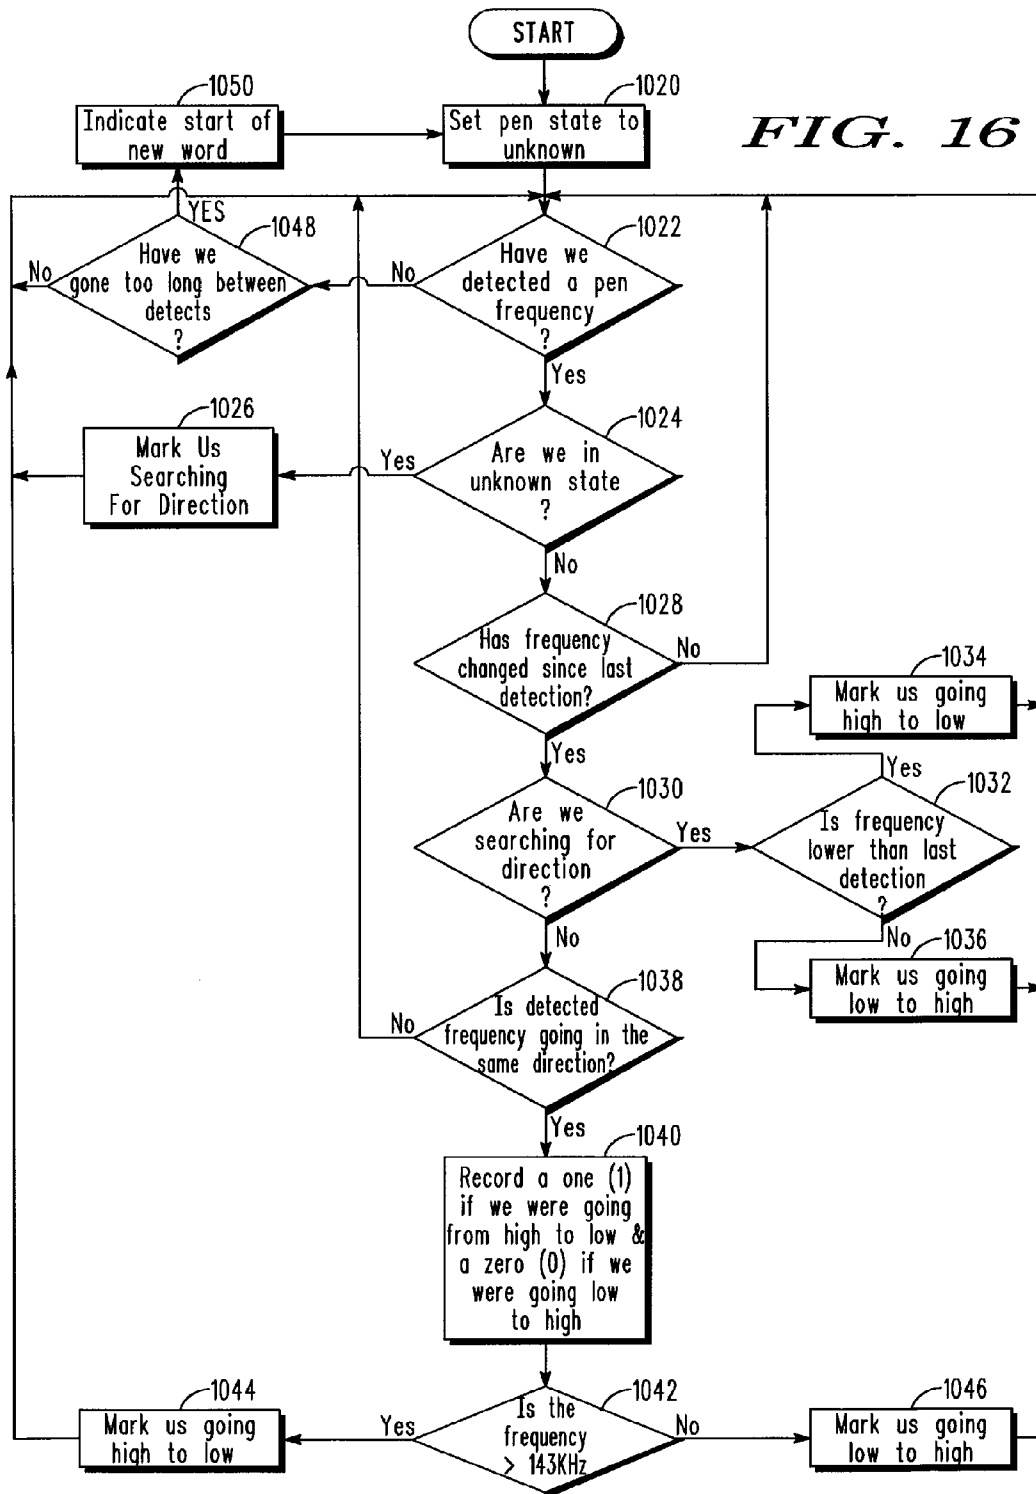 START
1050
1020
Indicate start of
new word
Set pen state to
unknown
FIG. 16
YES
1048
1022
No
Have we
gone too long between
detects
?
No
Have we
detected a pen
frequency
?
Yes
1026
1024
Mark Us
Searching
For Direction
Yes
Are we in
unknown state
?
No
1028
Has frequency
changed since last
detection?
No
1034
Mark us going
high to low
Yes
Yes
1030
1032
Are we
searching for
direction
?
Yes
Is frequency
lower than last
detection
?
No
No
1036
Mark us going
low to high
1038
No
Is detected
frequency going in the
same direction?
Yes
1040
Record a one (1)
if we were going
from high to low &
a zero (0) if we
were going low
to high
1044
1042
1046
Mark us going
high to low
Yes
Is the
frequency
> 143KHz
No
Mark us going
low to high